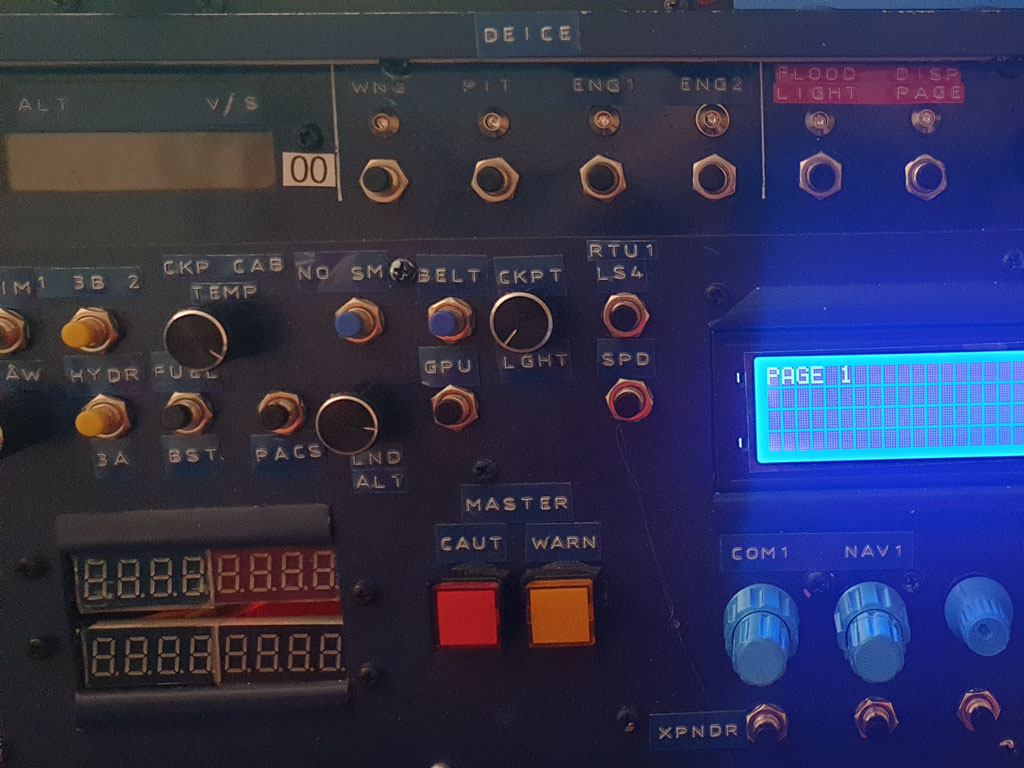 DEICE
ALT V/S
00
WNG PIT ENG1 ENG2
FLOOD LIGHT
DISP PAGE
3B 2
CKP CAB
TEMP
NO SM
BELT
CKPT
LGHT
RTU1
LS4
HYDR
3A
FUEL
BST.
PACS
LND
ALT
GPU
SPD
PAGE 1
MASTER
CAUT WARN
COM1 NAV1
XPNDR